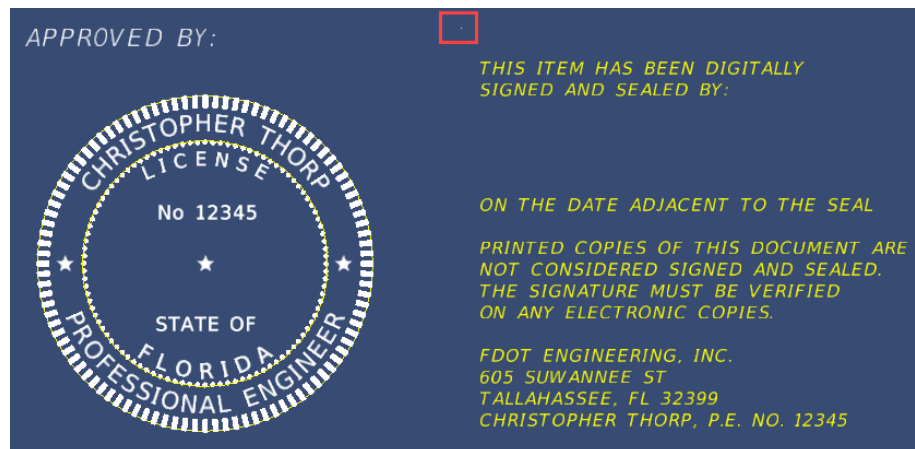 APPROVED BY:
CHRISTOPHER THORP
LICENSE
No 12345
STATE OF
FLORIDA
PROFESSIONAL ENGINEER
THIS ITEM HAS BEEN DIGITALLY
SIGNED AND SEALED BY:
ON THE DATE ADJACENT TO THE SEAL
PRINTED COPIES OF THIS DOCUMENT ARE
NOT CONSIDERED SIGNED AND SEALED.
THE SIGNATURE MUST BE VERIFIED
ON ANY ELECTRONIC COPIES.
FDOT ENGINEERING, INC.
605 SUWANNEE ST
TALLAHASSEE, FL 32399
CHRISTOPHER THORP, P.E. NO. 12345